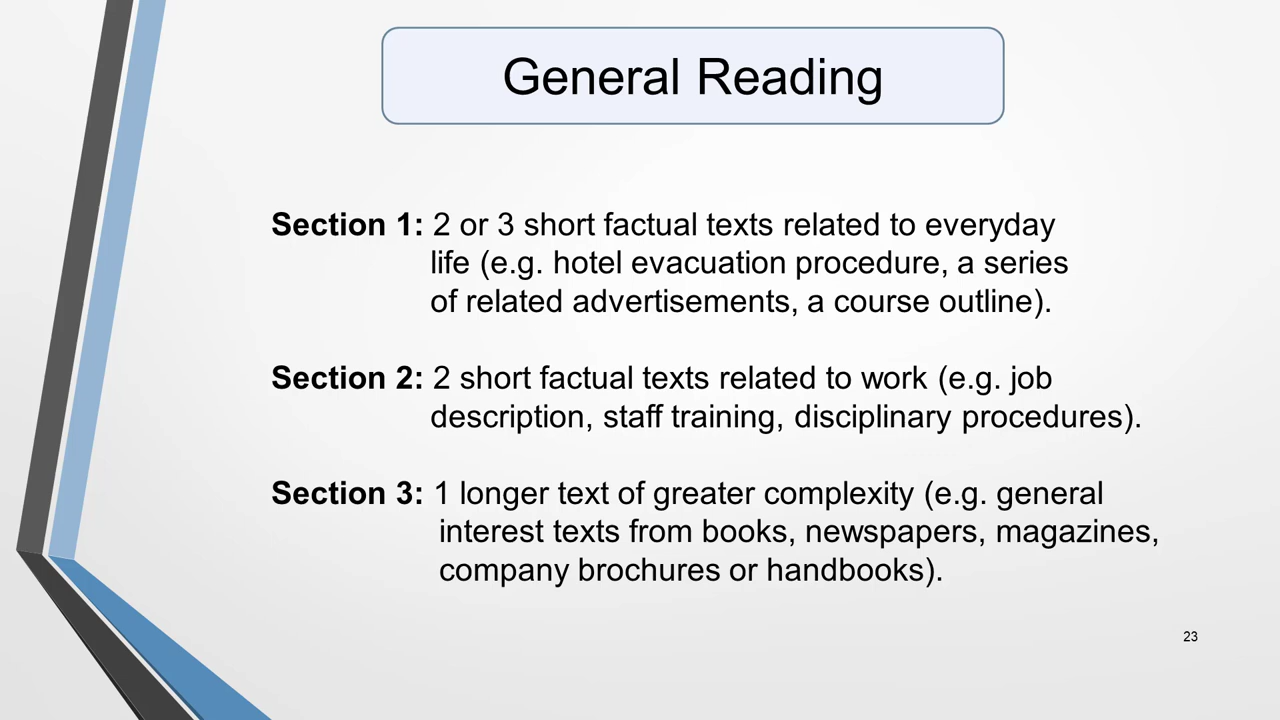 General Reading
Section 1: 2 or 3 short factual texts related to everyday
life (e.g. hotel evacuation procedure, a series
of related advertisements, a course outline).
Section 2: 2 short factual texts related to work (e.g. job
description, staff training, disciplinary procedures).
Section 3: 1 longer text of greater complexity (e.g. general
interest texts from books, newspapers, magazines,
company brochures or handbooks).
23